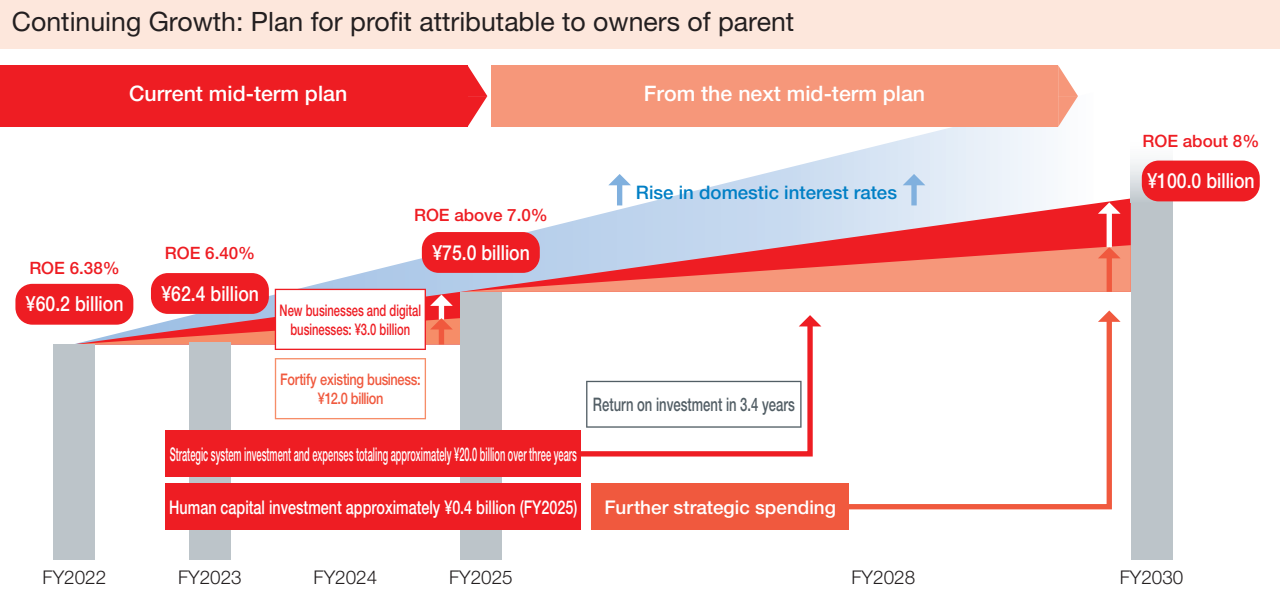 Continuing Growth: Plan for profit attributable to owners of parent
Current mid-term plan
From the next mid-term plan
ROE about 8%
¥100.0 billion
Rise in domestic interest rates
ROE above 7.0%
¥75.0 billion
ROE 6.40%
¥62.4 billion
ROE 6.38%
¥60.2 billion
New businesses and digital
businesses: ¥3.0 billion
Fortify existing business:
¥12.0 billion
Return on investment in 3.4 years
Strategic system investment and expenses totaling approximately ¥20.0 billion over three years
Human capital investment approximately ¥0.4 billion (FY2025)
Further strategic spending
FY2022
FY2023
FY2024
FY2025
FY2028
FY2030